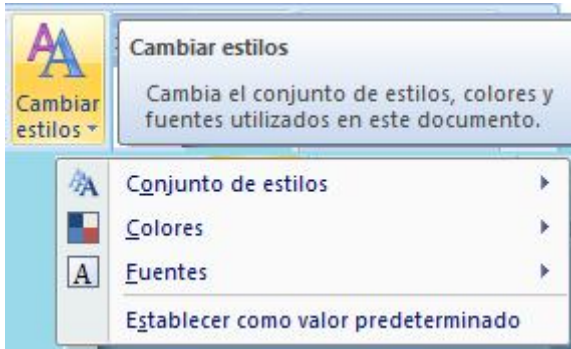 Cambiar
estilos
Cambiar estilos
Cambia el conjunto de estilos, colores y
fuentes utilizados en este documento.
Conjunto de estilos
Colores
Fuentes
Establecer como valor predeterminado